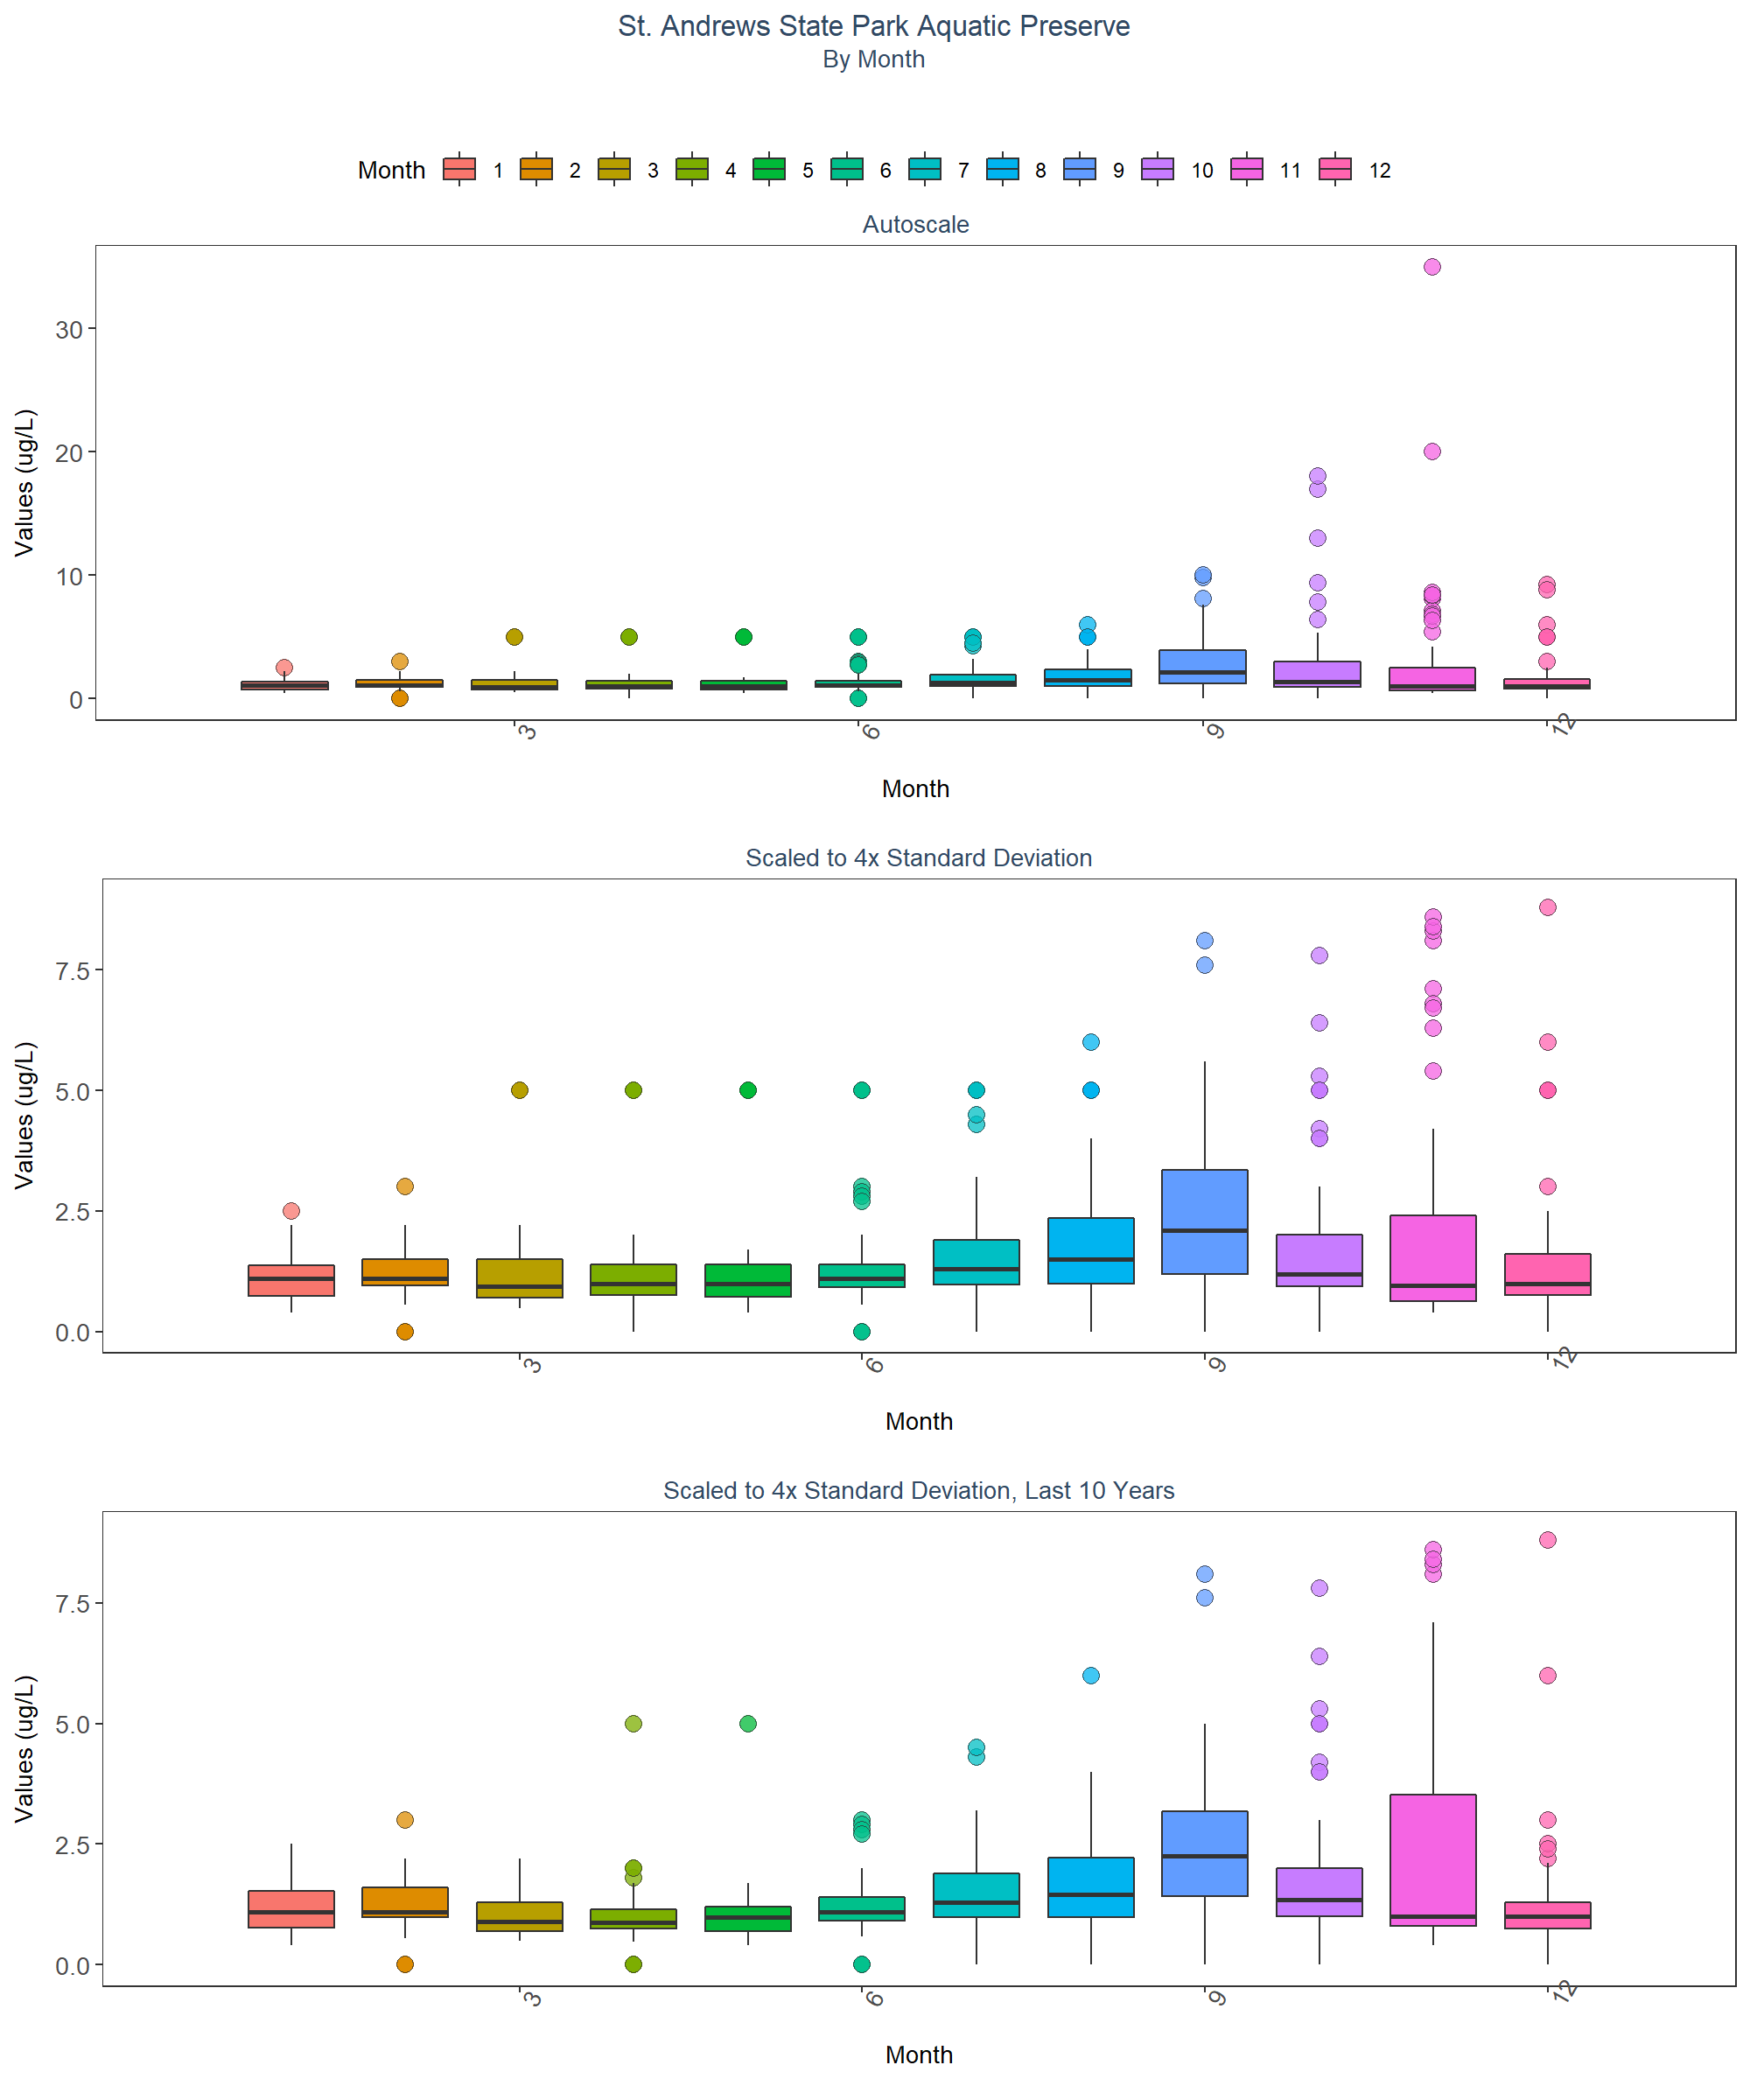 St. Andrews State Park Aquatic Preserve
By Month
Month 1 2 3 4 5 6 7 8 9 10 11 12
Autoscale
Values (ug/L)
30
20
10
0
3 6 9 12
Month
Scaled to 4x Standard Deviation
Values (ug/L)
7.5
5.0
2.5
0.0
3 6 9 12
Month
Scaled to 4x Standard Deviation, Last 10 Years
Values (ug/L)
7.5
5.0
2.5
0.0
3 6 9 12
Month